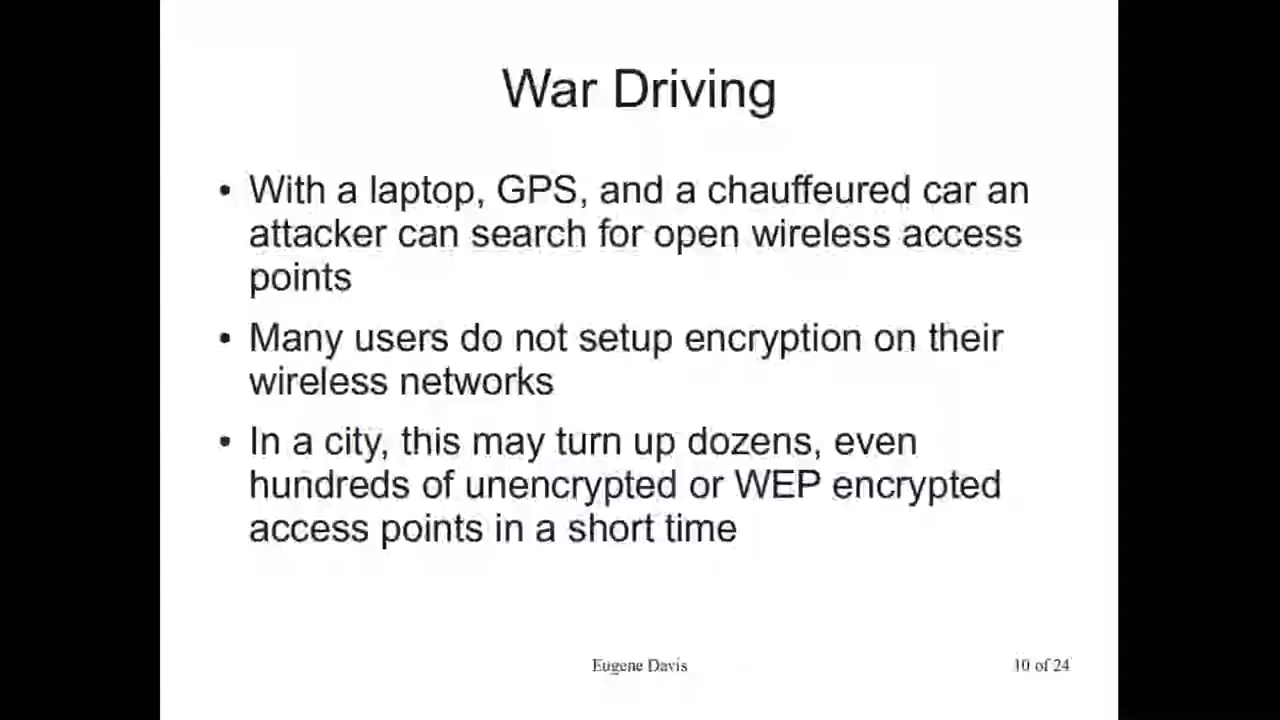 War Driving
• With a laptop, GPS, and a chauffeured car an
attacker can search for open wireless access
points
• Many users do not setup encryption on their
wireless networks
• In a city, this may turn up dozens, even
hundreds of unencrypted or WEP encrypted
access points in a short time
Eugene Davis
10 of 24